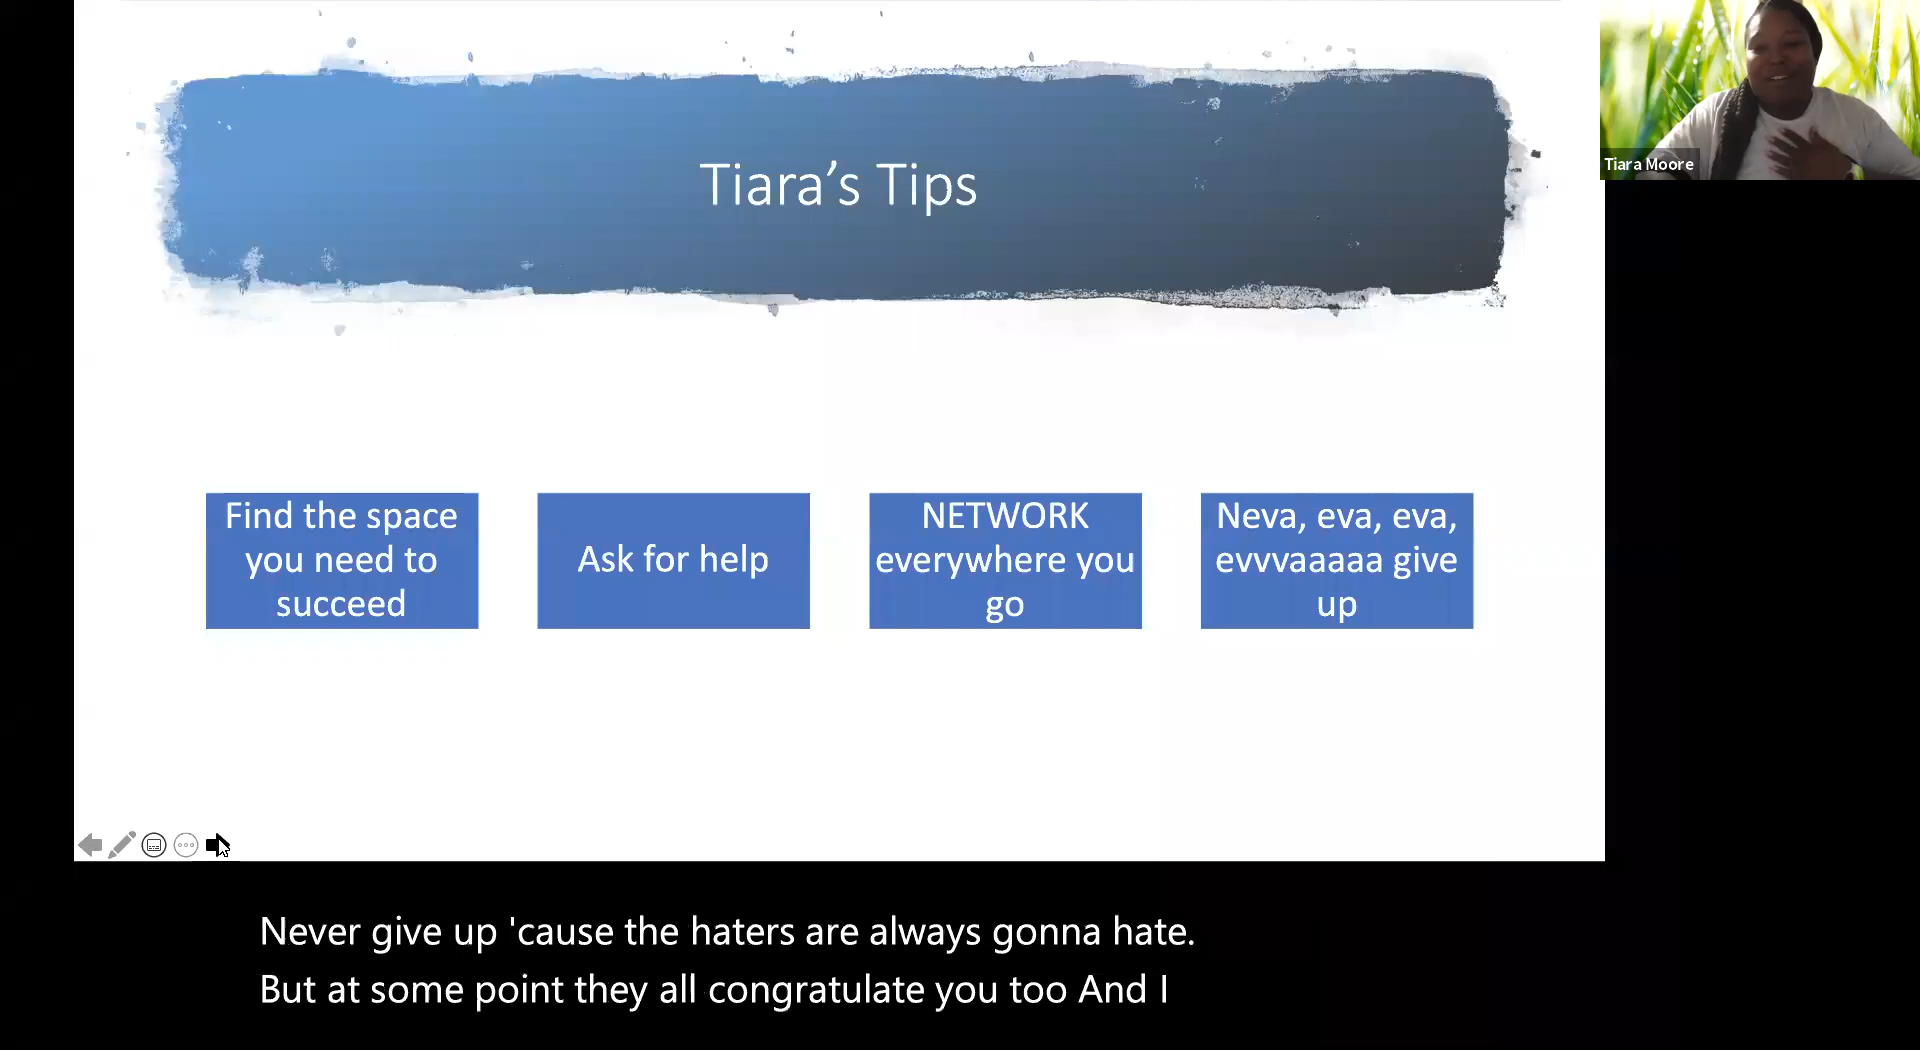 Tiara’s Tips
Tiara Moore
Find the space
you need to
succeed
Ask for help
NETWORK
everywhere you
go
Neva, eva, eva,
evvvaaaaa give
up
Never give up 'cause the haters are always gonna hate.
But at some point they all congratulate you too And I